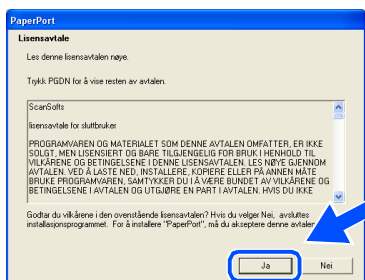 PaperPort
Lisensavtale
Les denne lisensavtalen nøye.
Trykk PGDN for å vise resten av avtalen.
ScanSofts
lisensavtale for sluttbruker
PROGRAMVAREN OG MATERIALET SOM DENNE AVTALEN OMFATTER, ER IKKE
SOLGT, MEN LISENSIERT OG BARE TILGJENGELIG FOR BRUK I HENHOLD TIL
VILKÅRENE OG BETINGELSENE I DENNE LISENSAVTALEN. LES NØYE GJENNOM
AVTALEN. VED Å LASTE NED, INSTALLERE, KOPIERE ELLER PÅ ANNEN MÅTE
BRUKE PROGRAMVAREN, SAMTYKKER DU I Å VÆRE BUNDET AV VILKÅRENE OG
BETINGELSENE I AVTALEN OG UTGJØRE EN PART I AVTALEN. HVIS DU IKKE
Godtar du vilkårene i den ovenstående lisensavtalen? Hvis du velger Nei, avsluttes
installasjonsprogrammet. For å installere "PaperPort", må du akseptere denne avtalen
Ja
Nei